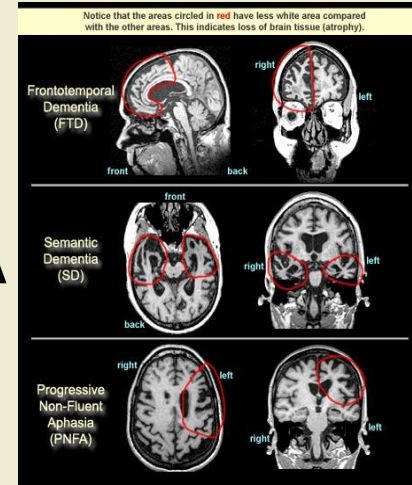 Notice that the areas circled in red have less white area compared
with the other areas. This indicates loss of brain tissue (atrophy).
right
Frontotemporal
Dementia
(FTD)
left
front
back
front
Semantic
Dementia
(SD)
right
left
back
right
left
Progressive
Non-Fluent
Aphasia
(PNFA)
right
left